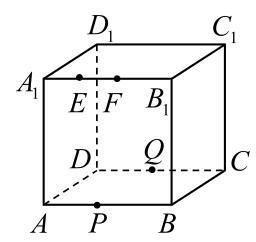 D₁ C₁
A₁ E F B₁
D Q C
A P B